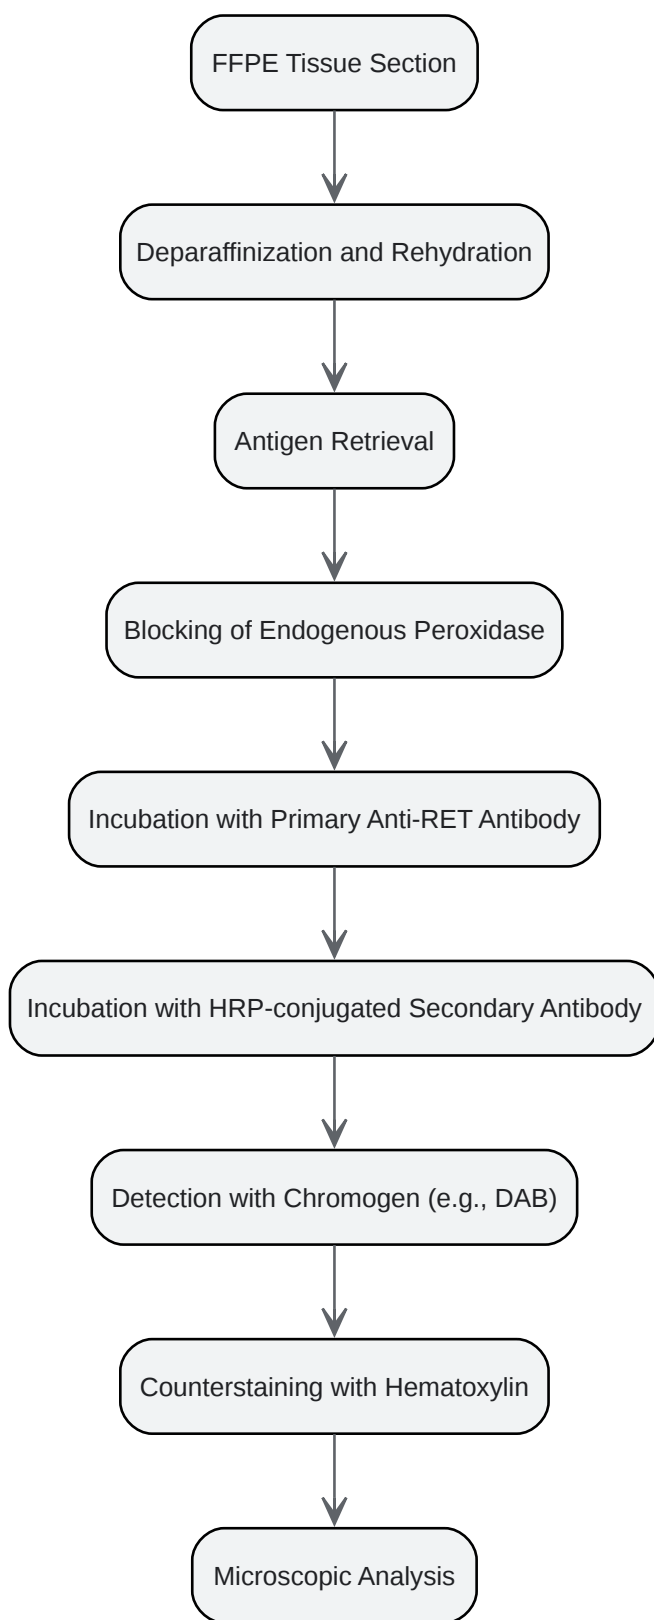 FFPE Tissue Section
Deparaffinization and Rehydration
Antigen Retrieval
Blocking of Endogenous Peroxidase
Incubation with Primary Anti-RET Antibody
Incubation with HRP-conjugated Secondary Antibody
Detection with Chromogen (e.g., DAB)
Counterstaining with Hematoxylin
Microscopic Analysis